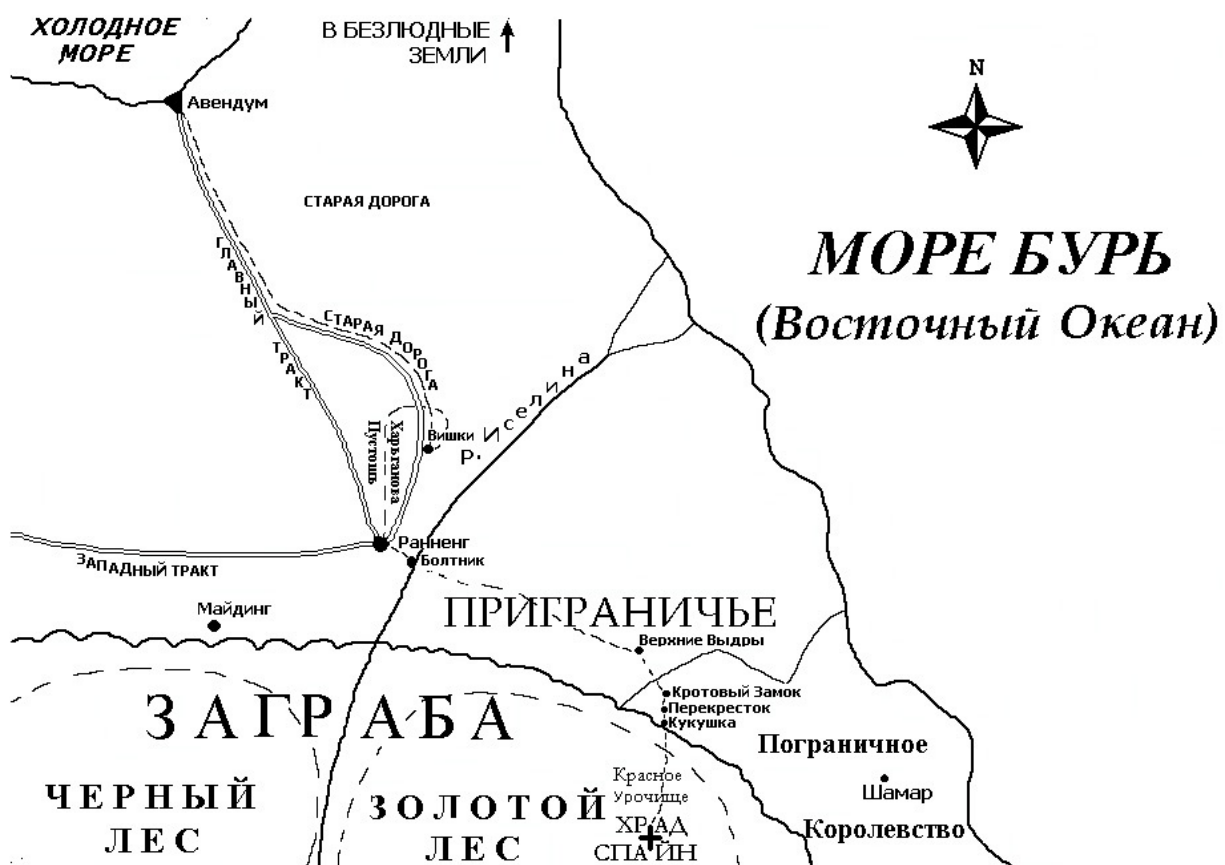 ХОЛОДНОЕ
МОРЕ
В БЕЗЛЮДНЫЕ
ЗЕМЛИ
N
Авендум
СТАРАЯ ДОРОГА
МОРЕ БУРЬ
(Восточный Океан)
ГЛАВНЫЙ ТРАКТ
СТАРАЯ ДОРОГА
р. Иселина
Харьганова
Пустошь
Вишки
Ранненг
Болтник
ЗАПАДНЫЙ ТРАКТ
Майдинг
ПРИГРАНИЧЬЕ
Верхние Выдры
Кротовый Замок
Перекресток
Кукушка
ЗАГРАБА
Пограничное
Королевство
Шамар
Красное
Урочище
ХРАД
СПАЙН
ЧЕРНЫЙ
ЛЕС
ЗОЛОТОЙ
ЛЕС